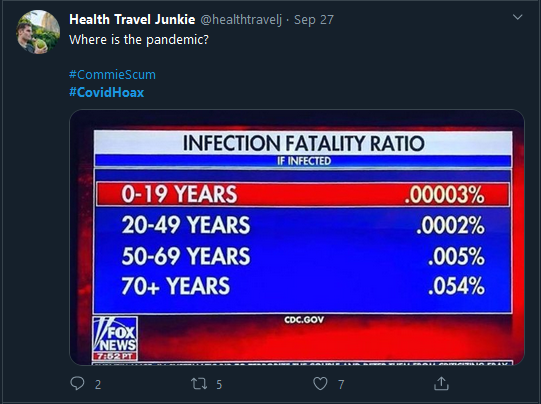 Health Travel Junkie @healthtravelj · Sep 27
Where is the pandemic?
#CommieScum
#CovidHoax
INFECTION FATALITY RATIO
IF INFECTED
0-19 YEARS .00003%
20-49 YEARS .0002%
50-69 YEARS .005%
70+ YEARS .054%
CDC.GOV
FOX
NEWS
7:52 PT
2 5 7